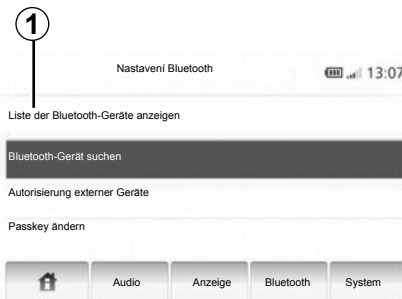 1
Nastavení Bluetooth
13:07
Liste der Bluetooth-Geräte anzeigen
Bluetooth-Gerät suchen
Autorisierung externer Geräte
Passkey ändern
Audio
Anzeige
Bluetooth
System